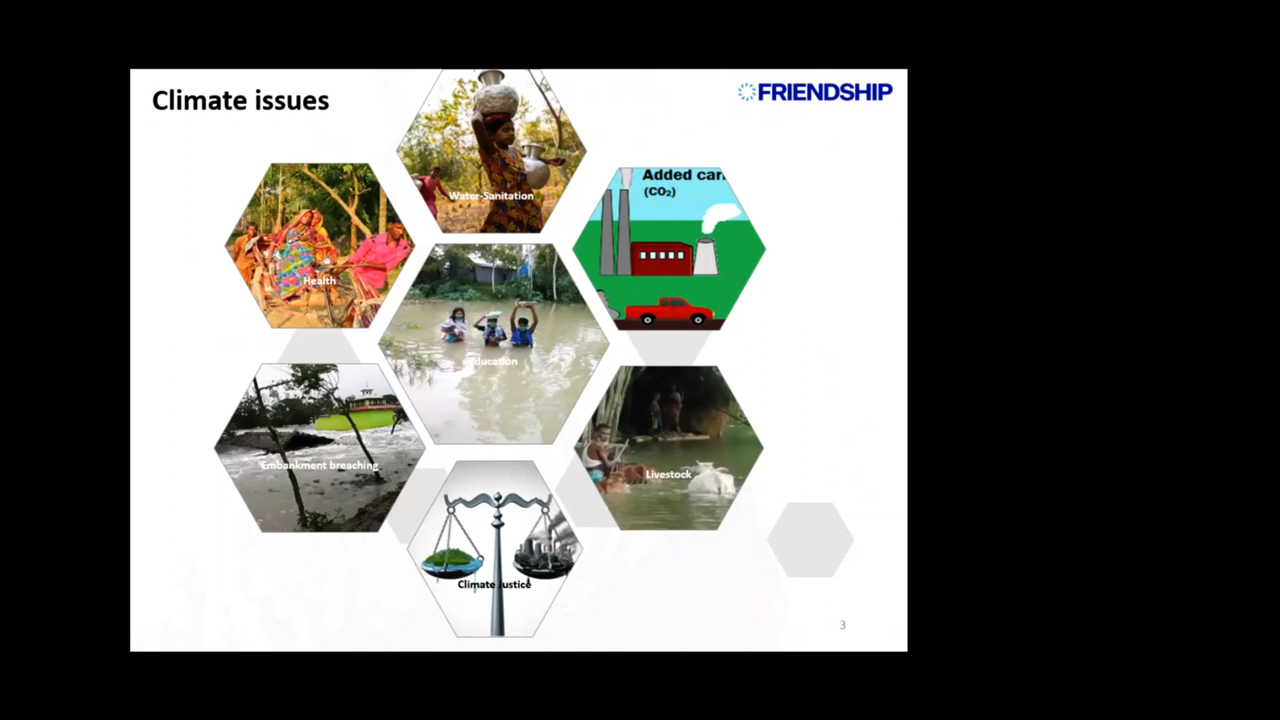 Climate issues
FRIENDSHIP
Water-Sanitation
Added car
(CO₂)
Health
Education
Embankment breaching
Livestock
Climate Justice
3